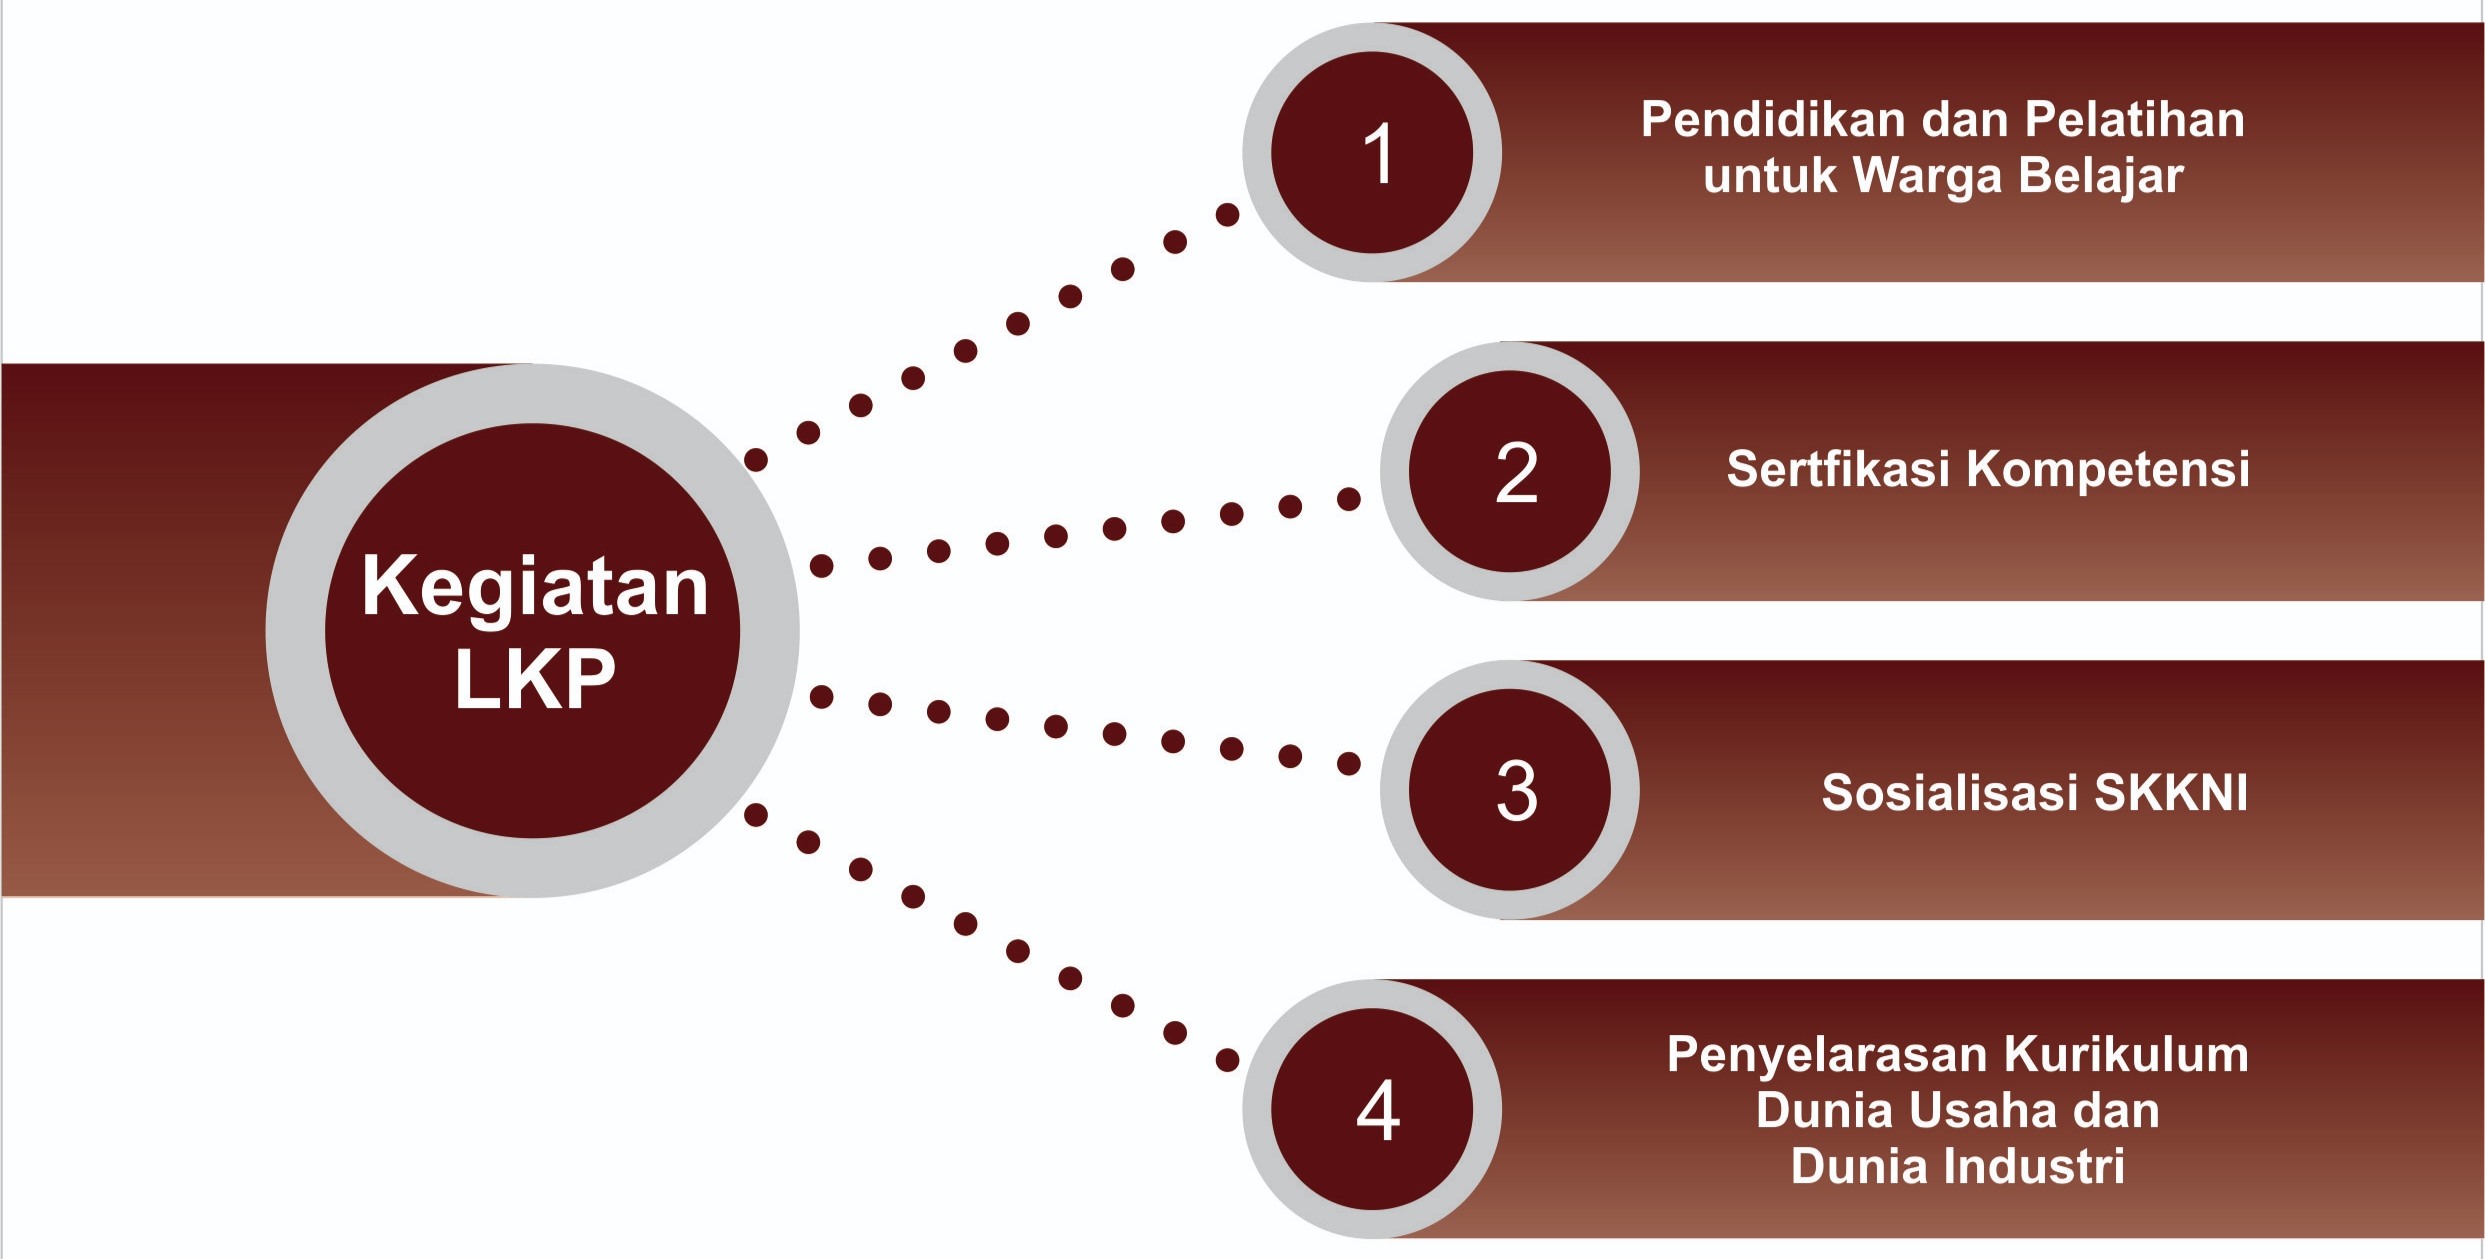 Kegiatan
LKP
1
Pendidikan dan Pelatihan
untuk Warga Belajar
2
Sertfikasi Kompetensi
3
Sosialisasi SKKNI
4
Penyelarasan Kurikulum
Dunia Usaha dan
Dunia Industri